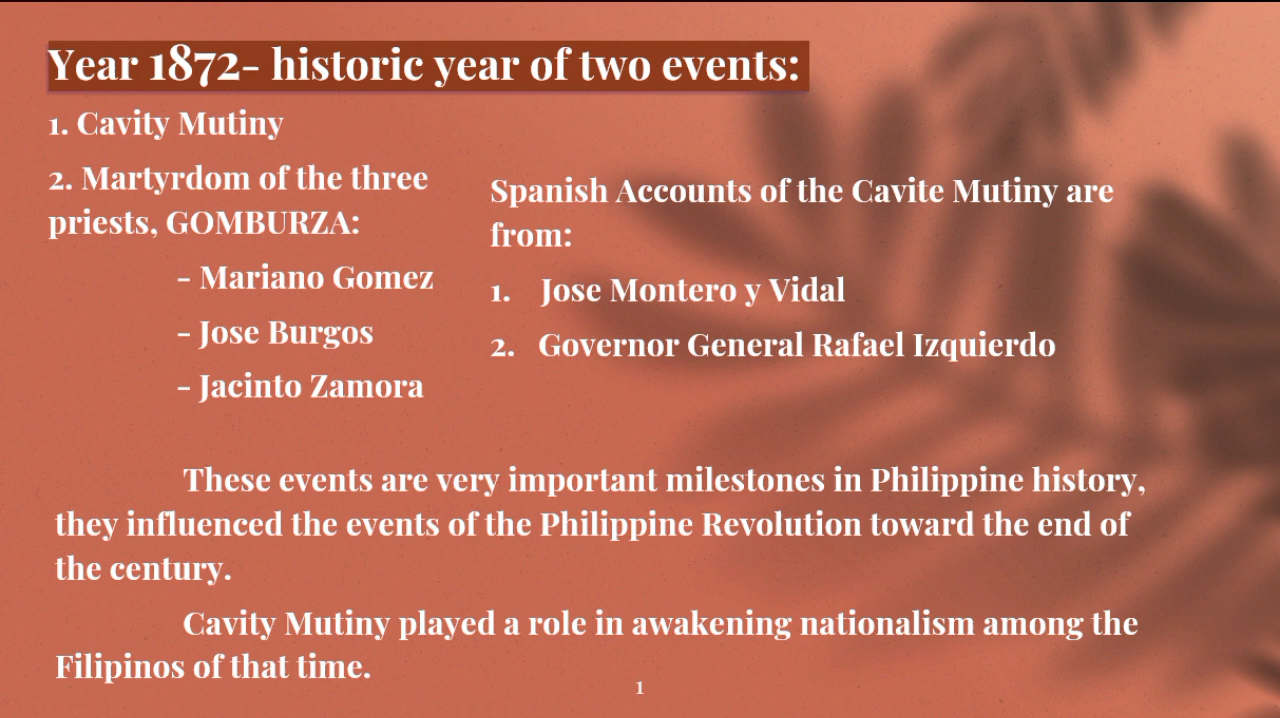 Year 1872- historic year of two events:
1. Cavity Mutiny
2. Martyrdom of the three
priests, GOMBURZA:
- Mariano Gomez
- Jose Burgos
- Jacinto Zamora
Spanish Accounts of the Cavite Mutiny are
from:
1. Jose Montero y Vidal
2. Governor General Rafael Izquierdo
These events are very important milestones in Philippine history,
they influenced the events of the Philippine Revolution toward the end of
the century.
Cavity Mutiny played a role in awakening nationalism among the
Filipinos of that time.
1